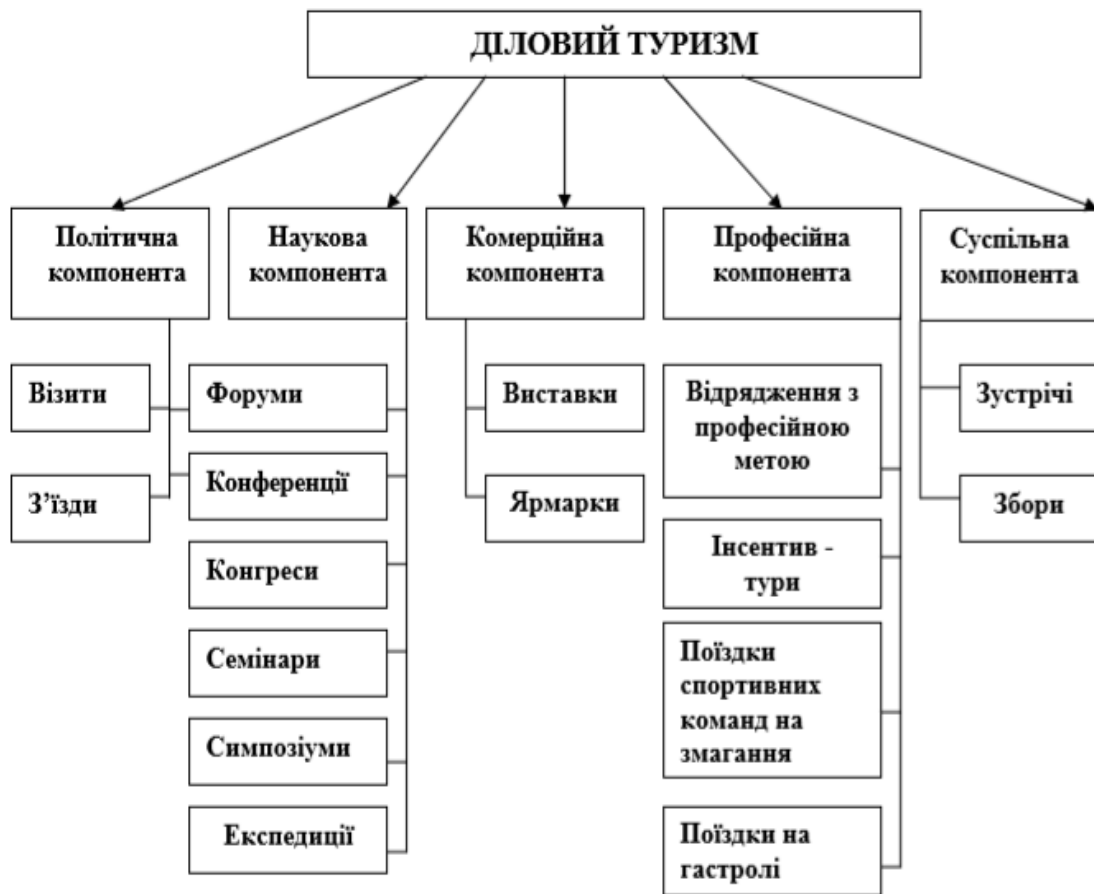 ДІЛОВИЙ ТУРИЗМ
Політична
компонента
Наукова
компонента
Комерційна
компонента
Професійна
компонента
Суспільна
компонента
Візити
З’їзди
Форуми
Конференції
Конгреси
Семінари
Симпозіуми
Експедиції
Виставки
Ярмарки
Відрядження з
професійною
метою
Інсентив -
тури
Поїздки
спортивних
команд на
змагання
Поїздки на
гастролі
Зустрічі
Збори